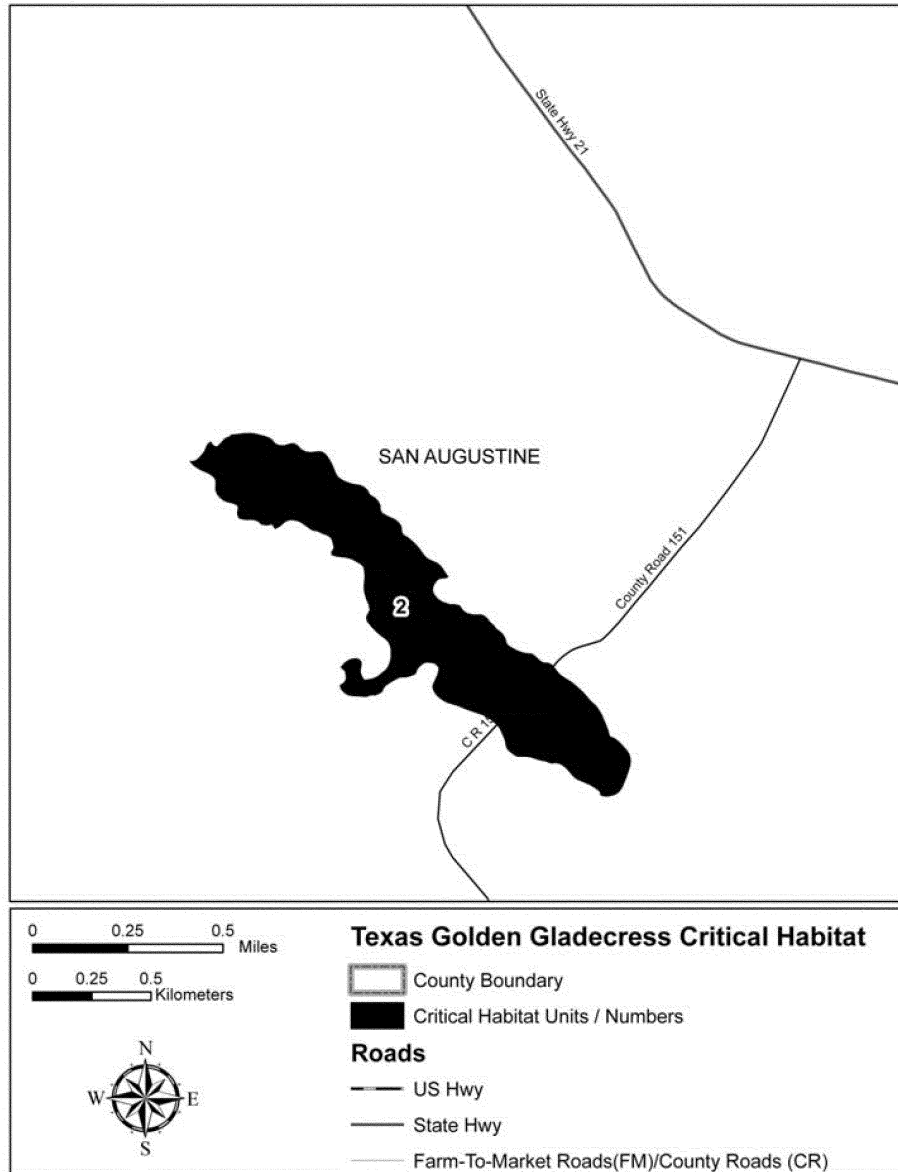 State Hwy 21
SAN AUGUSTINE
County Road 151
2
C R 15
0 0.25 0.5
Miles
0 0.25 0.5
Kilometers
N
W E
S
Texas Golden Gladecress Critical Habitat
County Boundary
Critical Habitat Units / Numbers
Roads
US Hwy
State Hwy
Farm-To-Market Roads(FM)/County Roads (CR)